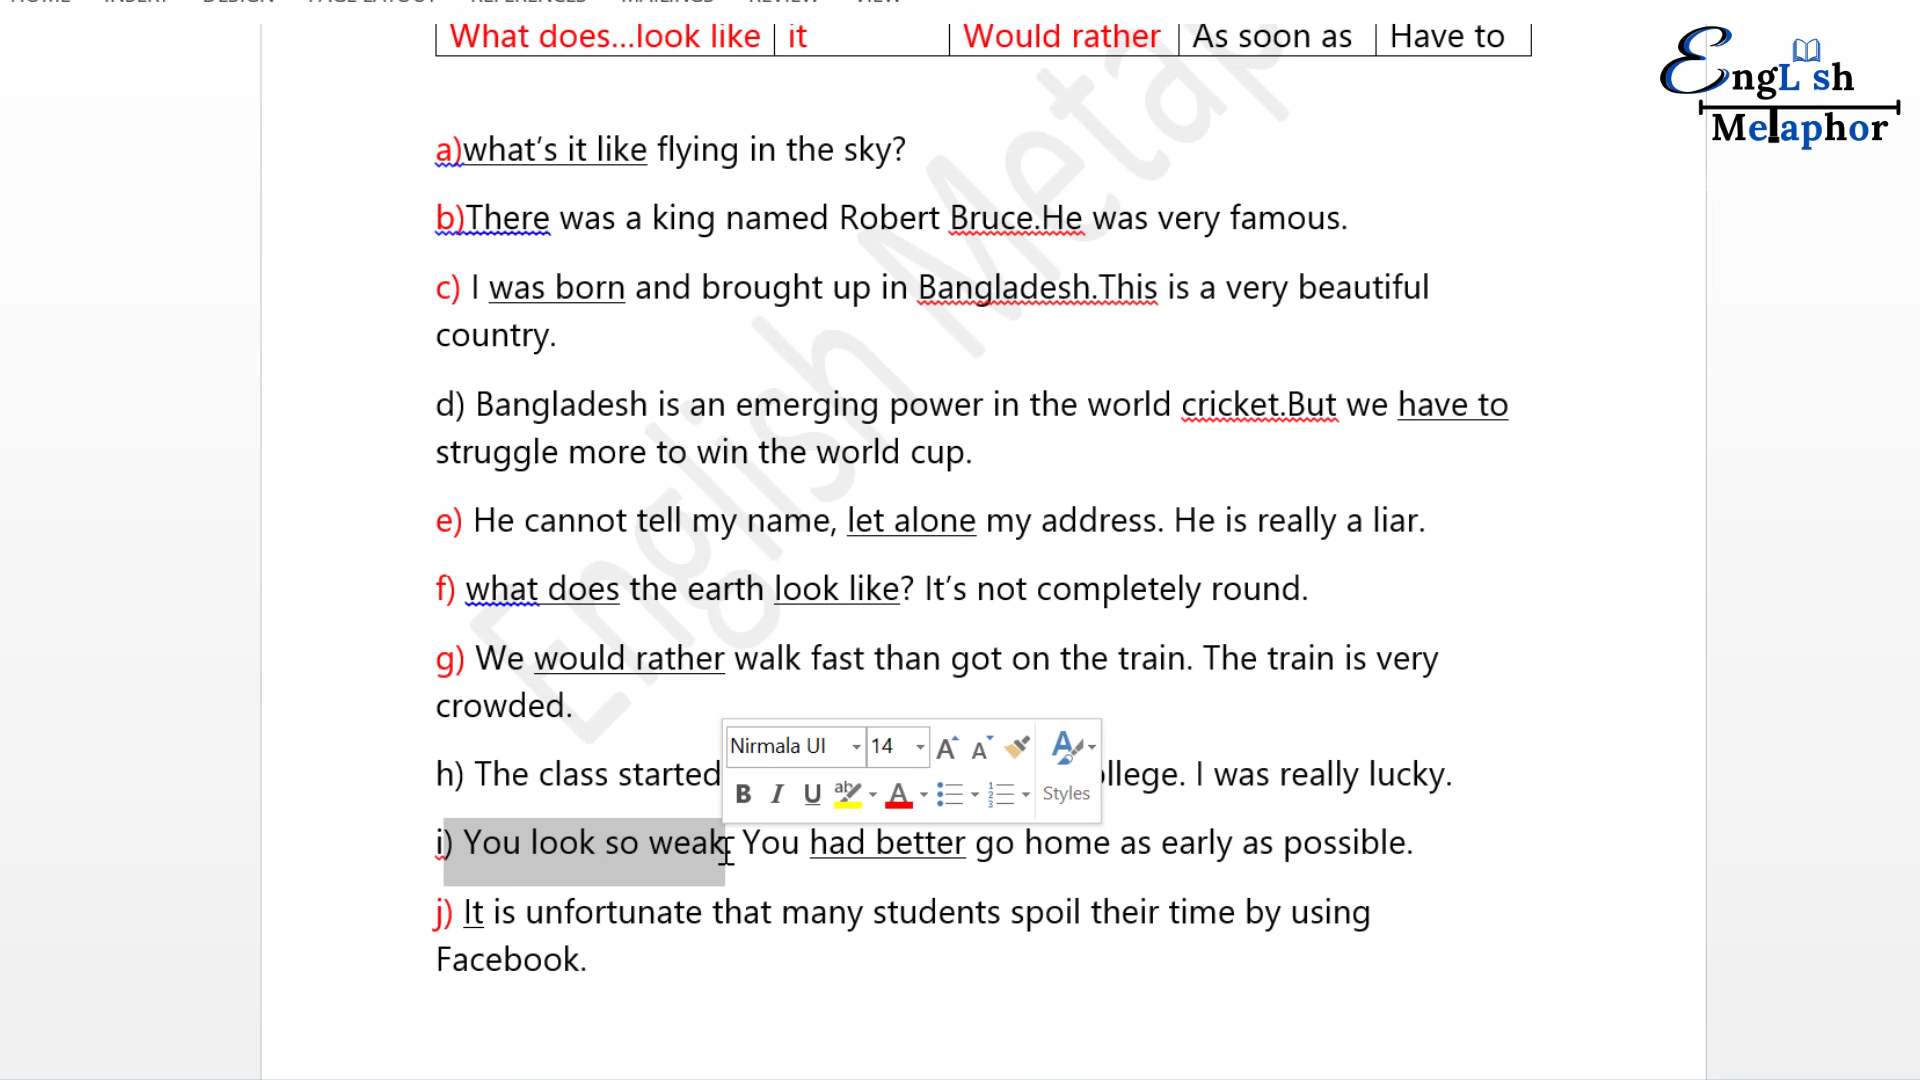 What does...look like it Would rather As soon as Have to
EngLsh
Metaphor
a)what's it like flying in the sky?
b)There was a king named Robert Bruce.He was very famous.
c) I was born and brought up in Bangladesh.This is a very beautiful
country.
d) Bangladesh is an emerging power in the world cricket.But we have to
struggle more to win the world cup.
e) He cannot tell my name, let alone my address. He is really a liar.
f) what does the earth look like? It's not completely round.
g) We would rather walk fast than got on the train. The train is very
crowded.
Nirmala UI 14
h) The class started ollege. I was really lucky.
B I U Styles
i) You look so weak. You had better go home as early as possible.
j) It is unfortunate that many students spoil their time by using
Facebook.
English Metap